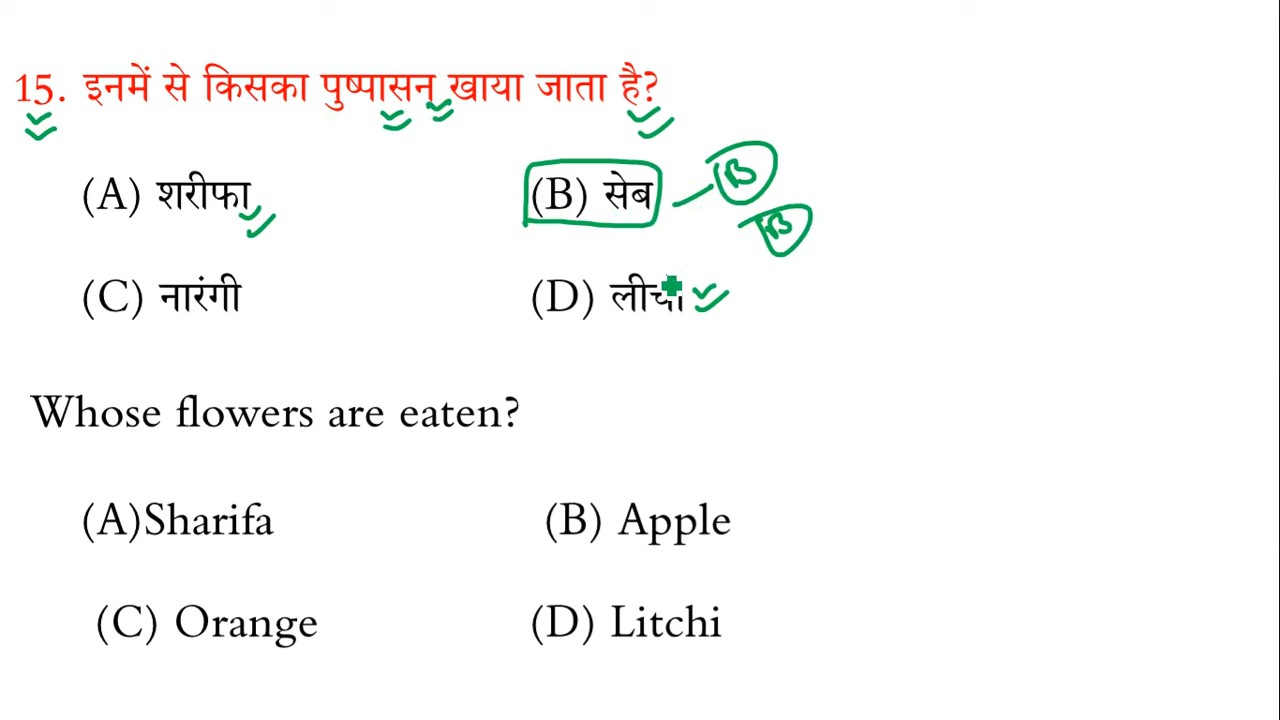 15. इनमें से किसका पुष्पासन खाया जाता है?
(A) शरीफा (B) सेब B
B
(C) नारंगी (D) लीची
Whose flowers are eaten?
(A)Sharifa (B) Apple
(C) Orange (D) Litchi